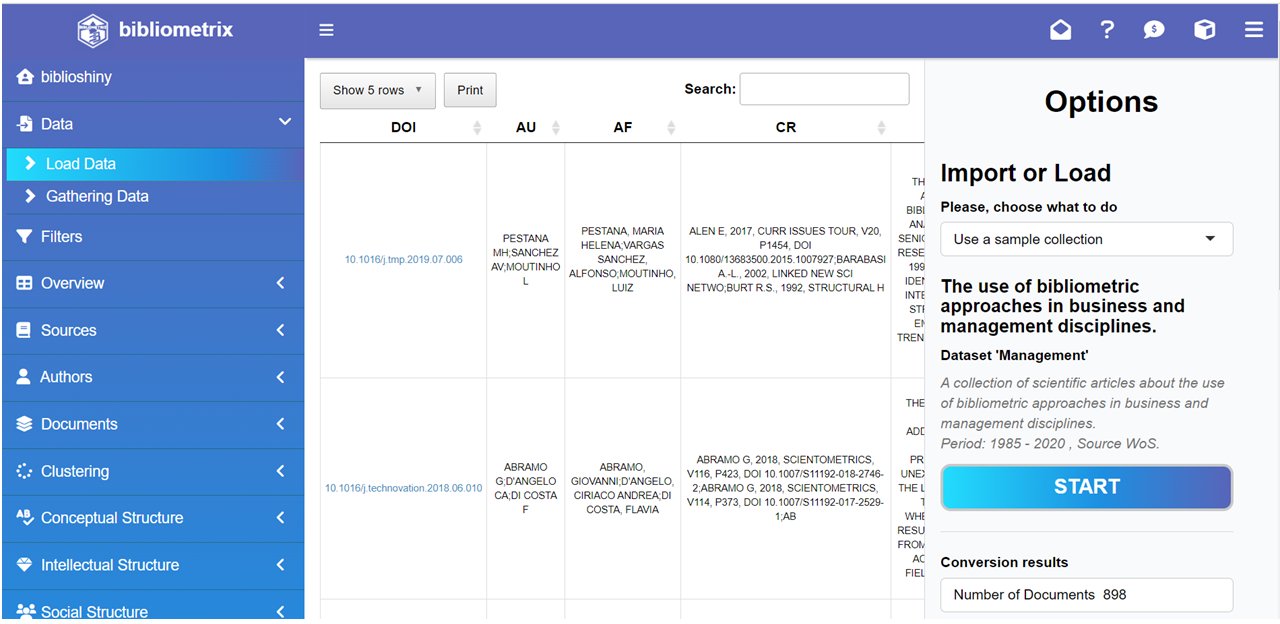 bibliometrix
biblioshiny
Data
Load Data
Gathering Data
Filters
Overview
Sources
Authors
Documents
Clustering
Conceptual Structure
Intellectual Structure
Social Structure
Show 5 rows
Print
Search:
DOI
AU
AF
CR
10.1016/j.tmp.2019.07.006
PESTANA
MH;SANCHEZ
AV;MOUTINHO
L
PESTANA, MARIA
HELENA;VARGAS
SANCHEZ,
ALFONSO;MOUTINHO,
LUIZ
ALEN E, 2017, CURR ISSUES TOUR, V20,
P1454, DOI
10.1080/13683500.2015.1007927;BARABASI
A.-L., 2002, LINKED NEW SCI
NETWO;BURT R.S., 1992, STRUCTURAL H
TH
A
BIBL
AN
SENIO
RESE
199
IDEN
INTE
STR
EN
TREN
10.1016/j.technovation.2018.06.010
ABRAMO
G;D'ANGELO
CA;DI COSTA
F
ABRAMO,
GIOVANNI;D'ANGELO,
CIRIACO ANDREA;DI
COSTA, FLAVIA
ABRAMO G, 2018, SCIENTOMETRICS,
V116, P423, DOI 10.1007/S11192-018-2746-
2;ABRAMO G, 2018, SCIENTOMETRICS,
V114, P373, DOI 10.1007/S11192-017-2529-
1;AB
THE
ADD
PR
UNEX
THE L
WHE
RESU
FROM
AC
FIEL
Options
Import or Load
Please, choose what to do
Use a sample collection
The use of bibliometric
approaches in business and
management disciplines.
Dataset 'Management'
A collection of scientific articles about the use
of bibliometric approaches in business and
management disciplines.
Period: 1985 - 2020 , Source WoS.
START
Conversion results
Number of Documents 898